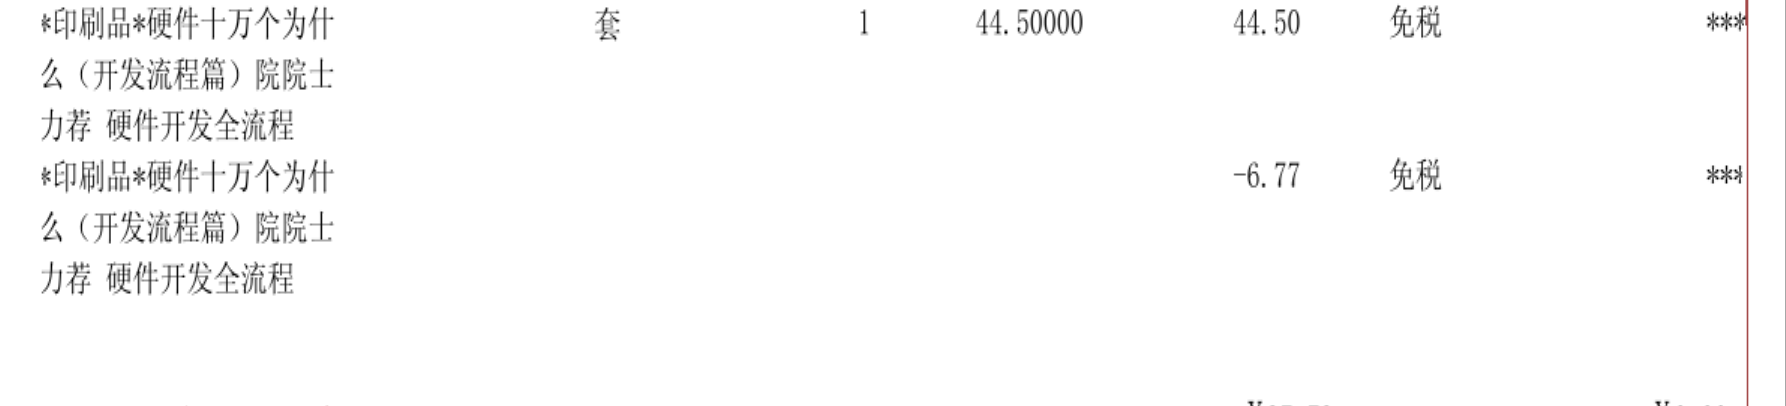 *印刷品*硬件十万个为什 套 1 44.50000 44.50 免税 ***
么（开发流程篇）院院士
力荐 硬件开发全流程
*印刷品*硬件十万个为什 -6.77 免税 ***
么（开发流程篇）院院士
力荐 硬件开发全流程